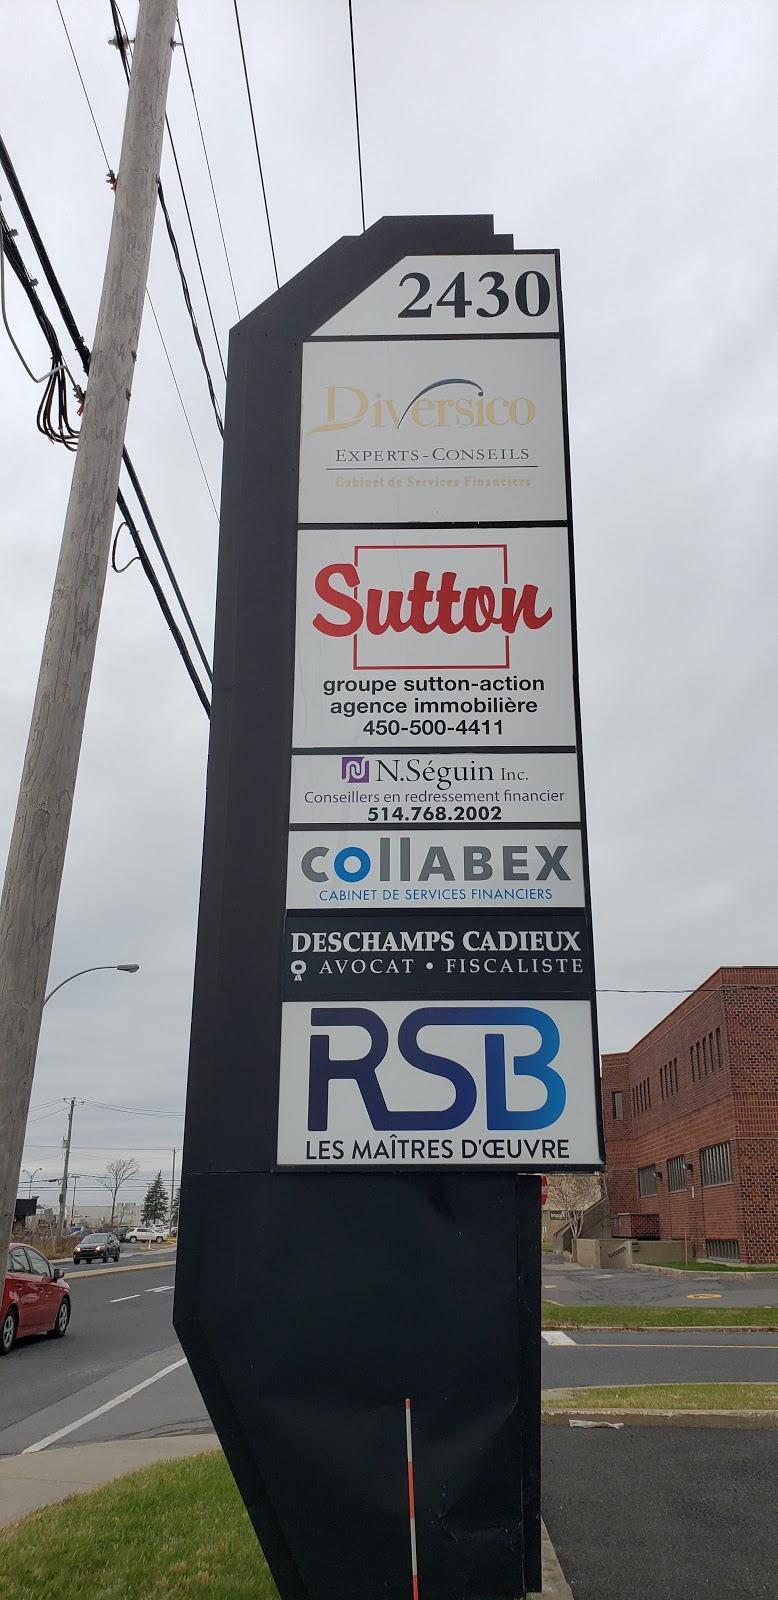 2430
Diversico
EXPERTS-CONSEILS
Cabinet de Services Financiers
Sutton
groupe sutton-action
agence immobilière
450-500-4411
N.Séguin Inc.
Conseillers en redressement financier
514.768.2002
collABEX
CABINET DE SERVICES FINANCIERS
DESCHAMPS CADIEUX
AVOCAT • FISCALISTE
RSB
LES MAÎTRES D'ŒUVRE